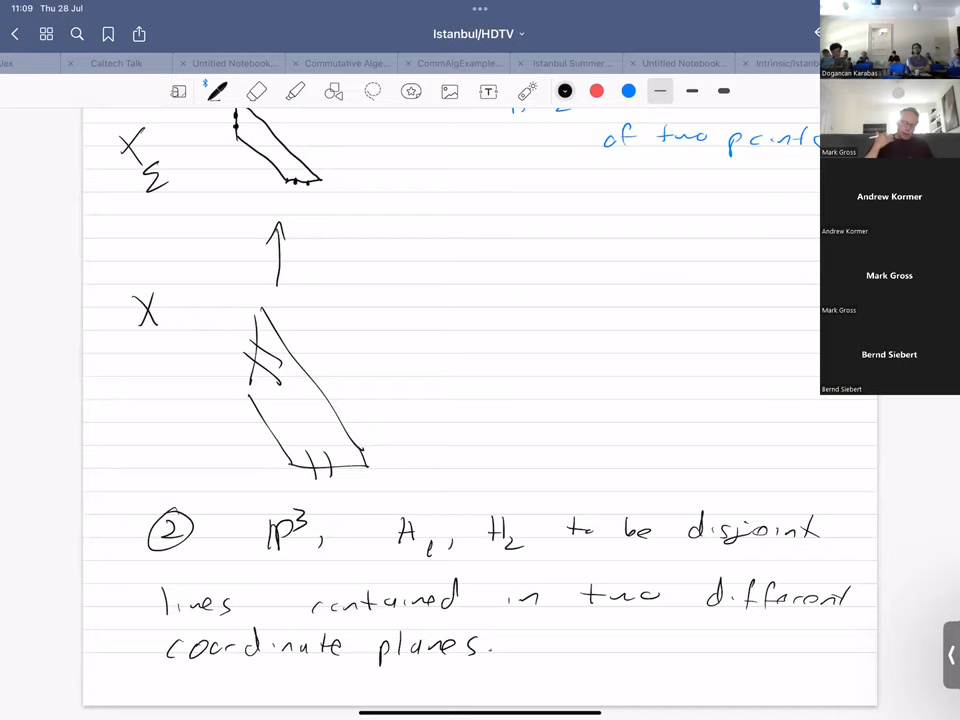 11:09 Thu 28 Jul
Istanbul/HDTV
Caltech Talk
Untitled Notebook...
Commutative Alge...
CommAlgExample...
Istanbul Summer...
Untitled Notebook...
Intrinsic/Istanb
Dogancan Karabas
Mark Gross
Andrew Kormer
Andrew Kormer
Mark Gross
Mark Gross
Bernd Siebert
Bernd Siebert
of two points
X_Σ
X
② ℙ³, H₁, H₂ to be disjoint
lines contained in two different
coordinate planes.